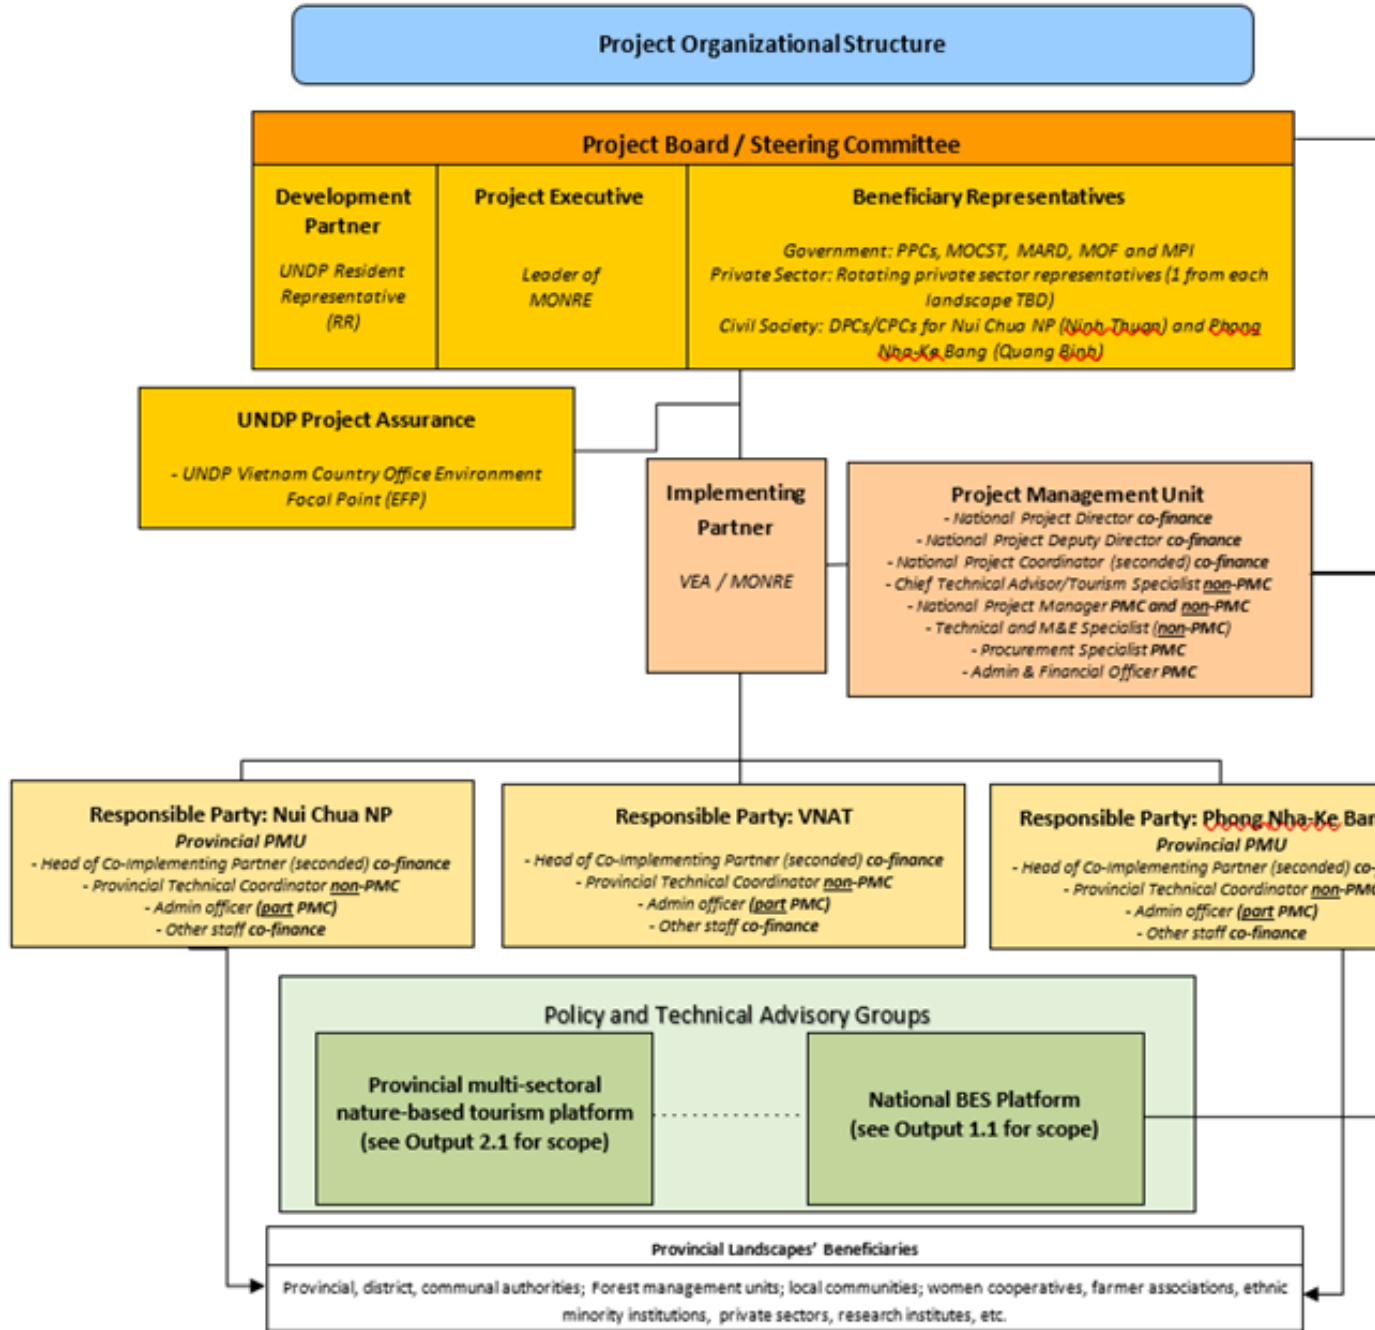 Project Organizational Structure
Project Board / Steering Committee
Development
Partner
UNDP Resident
Representative
(RR)
Project Executive
Leader of
MONRE
Beneficiary Representatives
Government: PPCs, MOCST, MARD, MOF and MPI
Private Sector: Rotating private sector representatives (1 from each
landscape TBD)
Civil Society: DPCs/CPCs for Nui Chua NP (Ninh Thuan) and Phong
Nha-Ke Bang (Quang Binh)
UNDP Project Assurance
- UNDP Vietnam Country Office Environment
Focal Point (EFP)
Implementing
Partner
VEA / MONRE
Project Management Unit
- National Project Director co-finance
- National Project Deputy Director co-finance
- National Project Coordinator (seconded) co-finance
- Chief Technical Advisor/Tourism Specialist non-PMC
- National Project Manager PMC and non-PMC
- Technical and M&E Specialist (non-PMC)
- Procurement Specialist PMC
- Admin & Financial Officer PMC
Responsible Party: Nui Chua NP
Provincial PMU
- Head of Co-Implementing Partner (seconded) co-finance
- Provincial Technical Coordinator non-PMC
- Admin officer (part PMC)
- Other staff co-finance
Responsible Party: VNAT
- Head of Co-Implementing Partner (seconded) co-finance
- Provincial Technical Coordinator non-PMC
- Admin officer (part PMC)
- Other staff co-finance
Responsible Party: Phong Nha-Ke Ban
Provincial PMU
- Head of Co-Implementing Partner (seconded) co-
- Provincial Technical Coordinator non-PMC
- Admin officer (part PMC)
- Other staff co-finance
Policy and Technical Advisory Groups
Provincial multi-sectoral
nature-based tourism platform
(see Output 2.1 for scope)
National BES Platform
(see Output 1.1 for scope)
Provincial Landscapes' Beneficiaries
Provincial, district, communal authorities; Forest management units; local communities; women cooperatives, farmer associations, ethnic
minority institutions, private sectors, research institutes, etc.